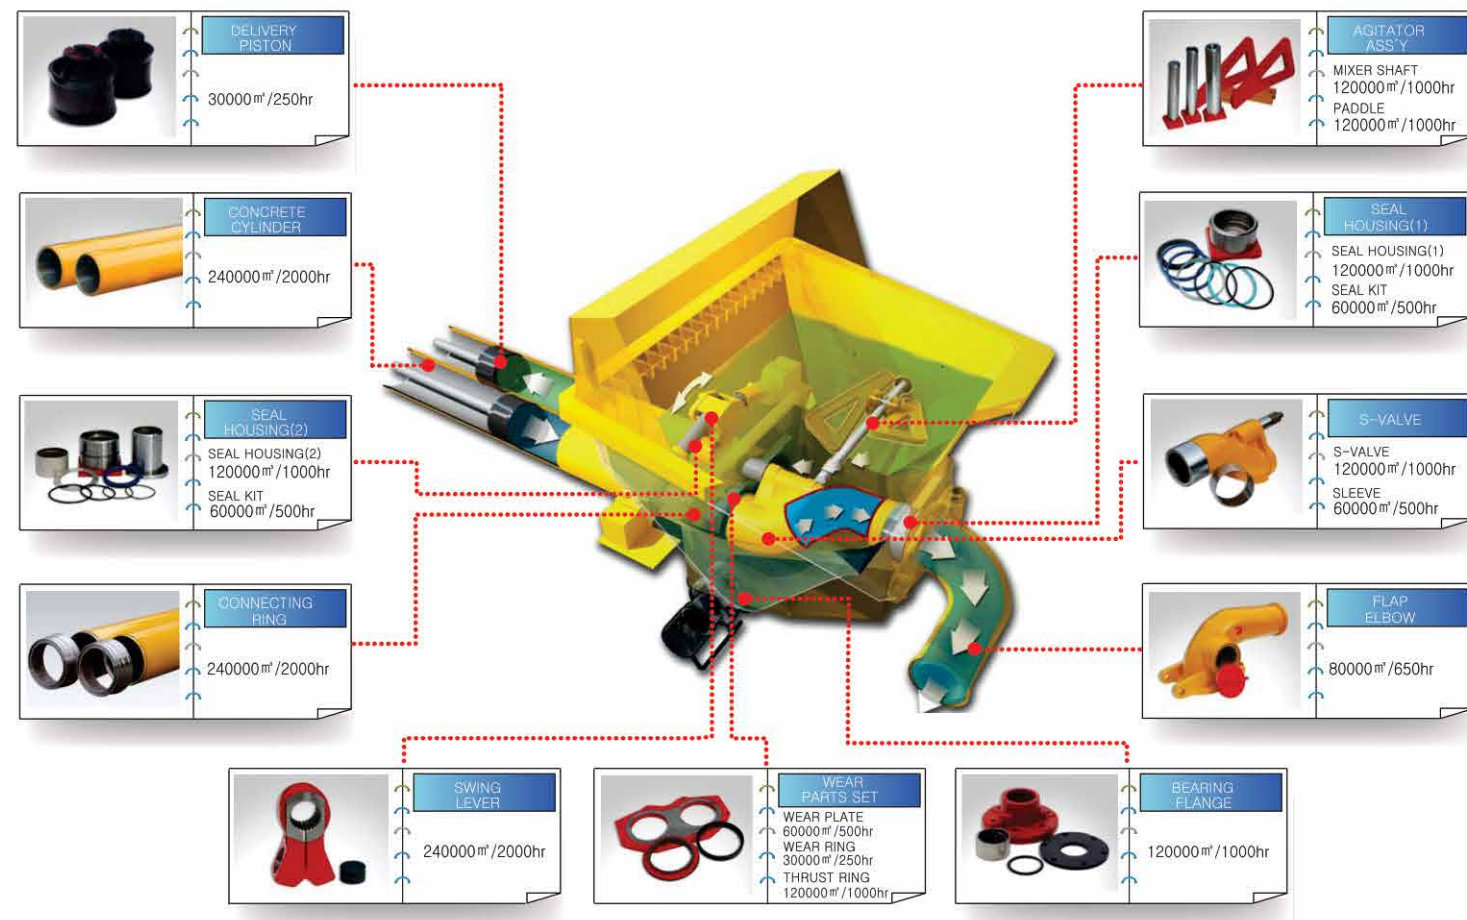 DELIVERY
PISTON
30000㎥/250hr
CONCRETE
CYLINDER
240000㎥/2000hr
SEAL
HOUSING(2)
SEAL HOUSING(2)
120000㎥/1000hr
SEAL KIT
60000㎥/500hr
CONNECTING
RING
240000㎥/2000hr
AGITATOR
ASS'Y
MIXER SHAFT
120000㎥/1000hr
PADDLE
120000㎥/1000hr
SEAL
HOUSING(1)
SEAL HOUSING(1)
120000㎥/1000hr
SEAL KIT
60000㎥/500hr
S-VALVE
S-VALVE
120000㎥/1000hr
SLEEVE
60000㎥/500hr
FLAP
ELBOW
80000㎥/650hr
SWING
LEVER
240000㎥/2000hr
WEAR
PARTS SET
WEAR PLATE
60000㎥/500hr
WEAR RING
30000㎥/250hr
THRUST RING
120000㎥/1000hr
BEARING
FLANGE
120000㎥/1000hr